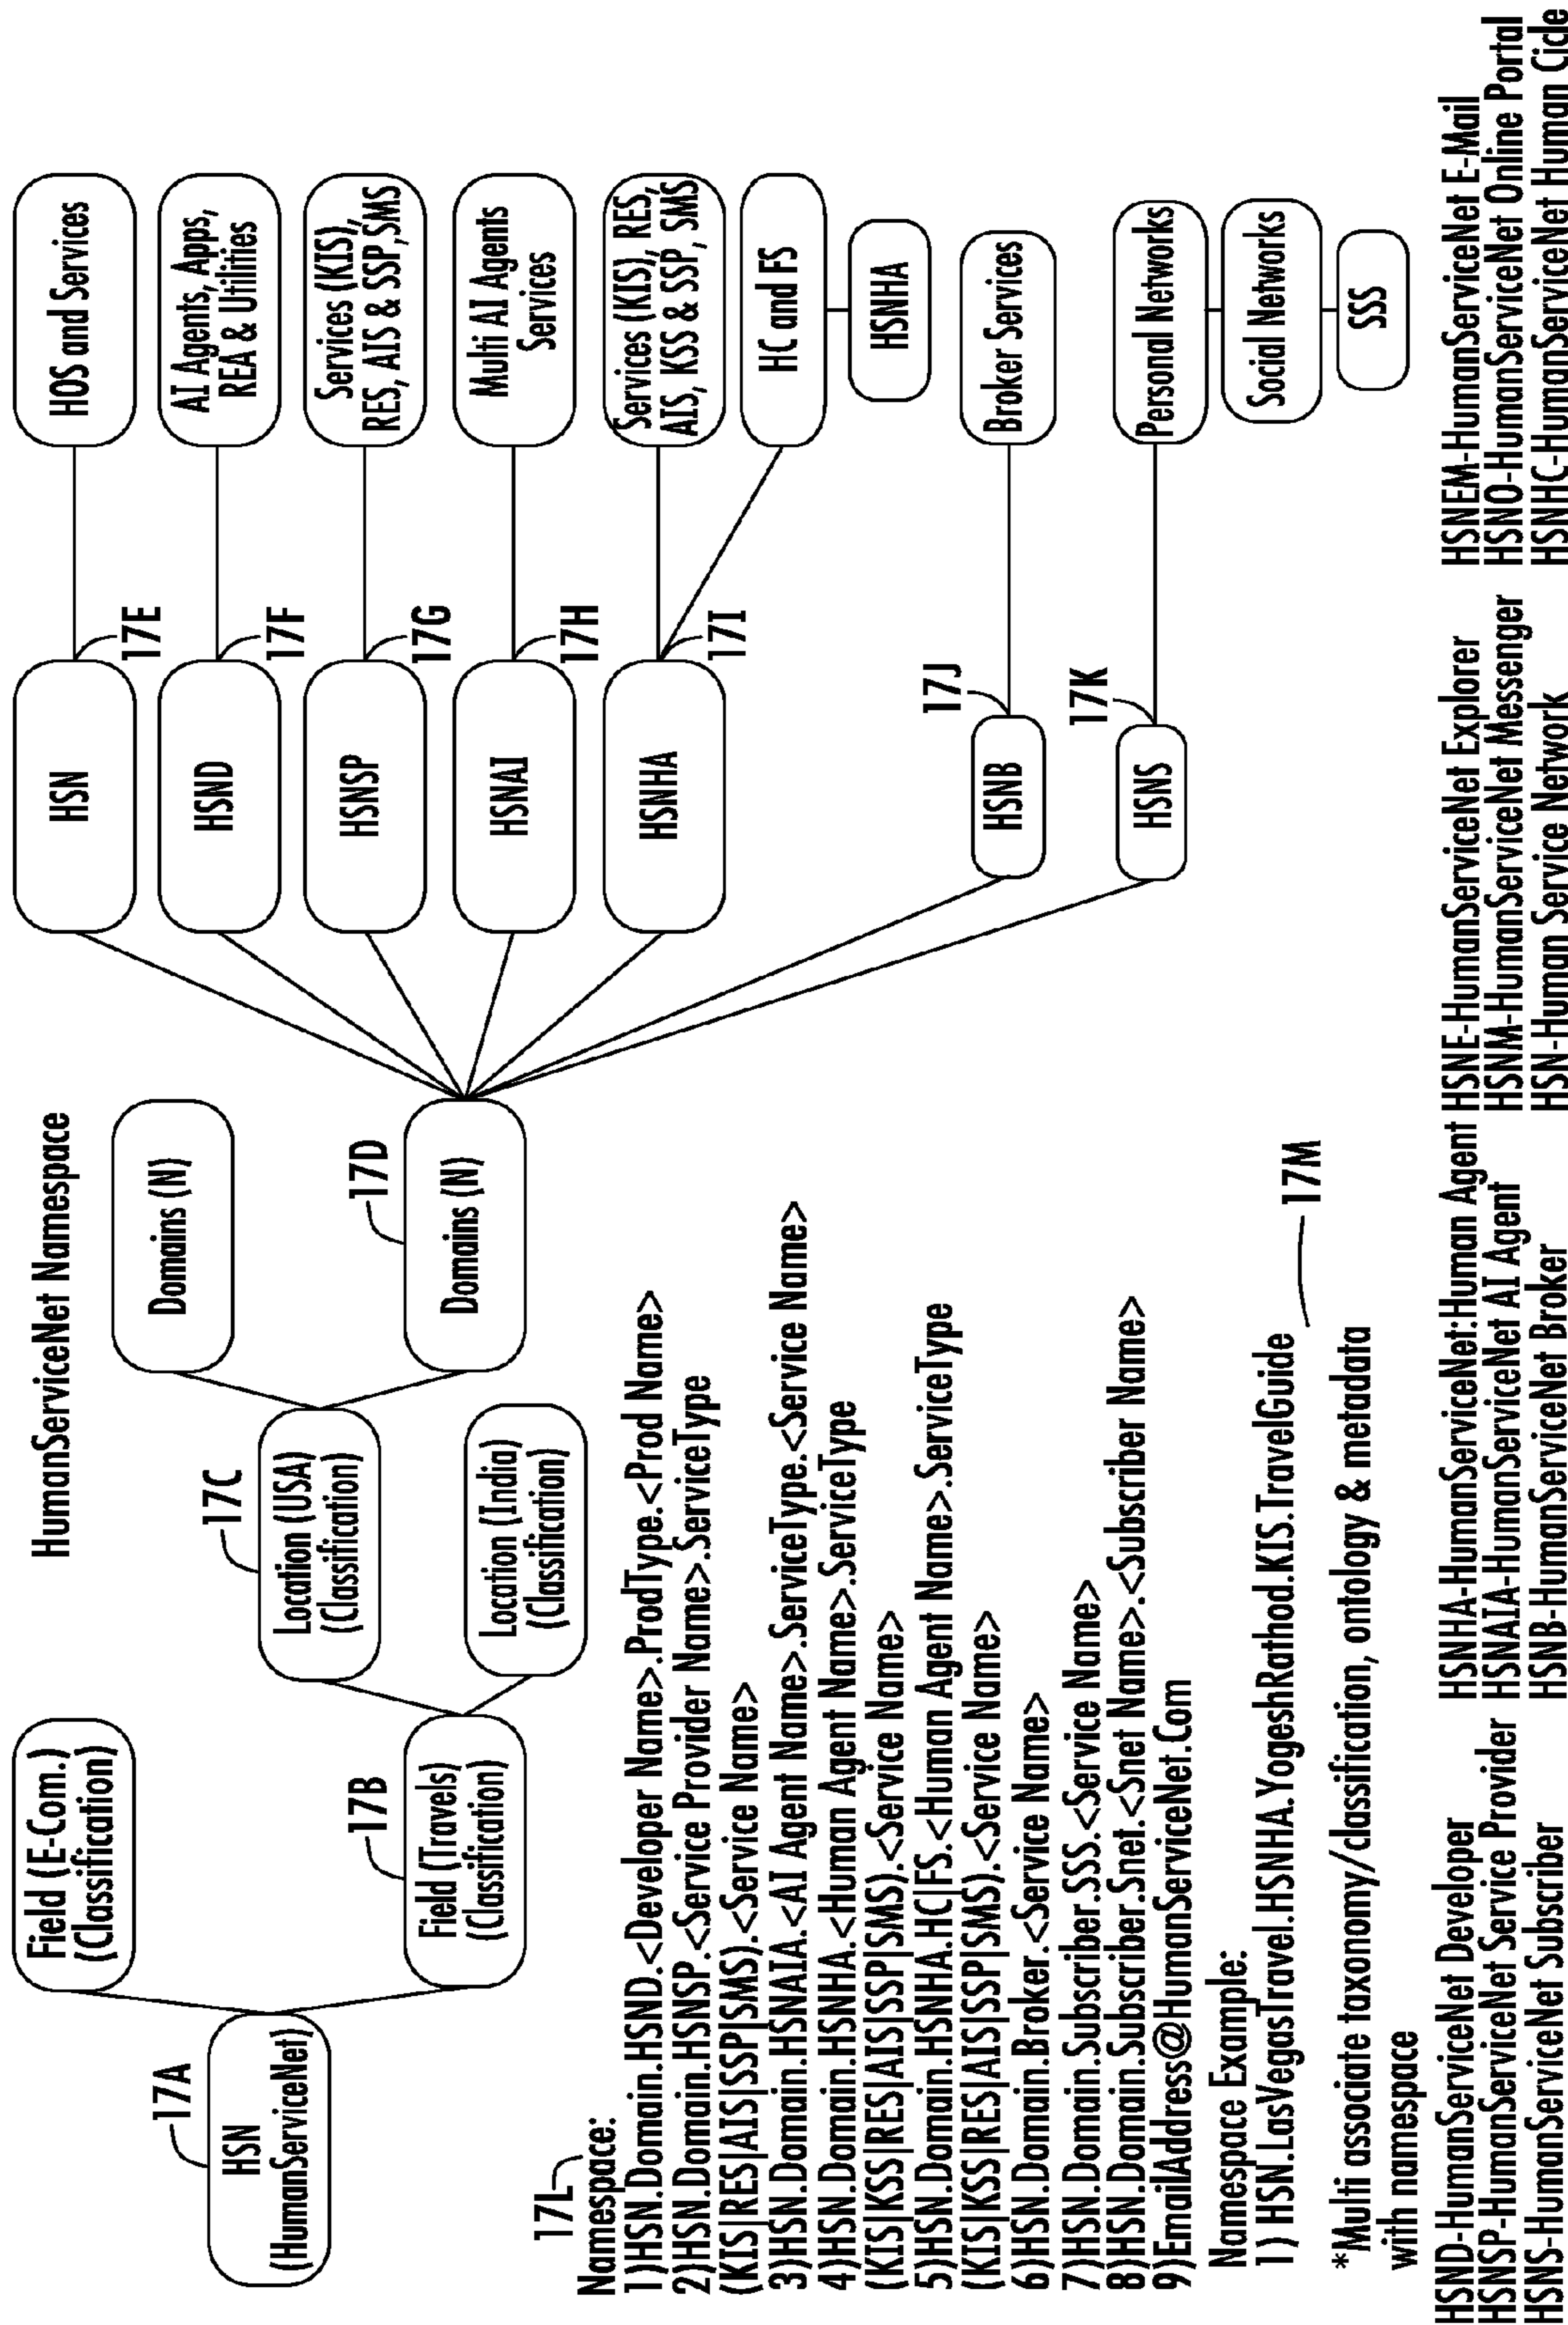 HumanServiceNet Namespace
Field (E-Com.)
(Classification)
17A
HSN
(HumanServiceNet)
17B
Field (Travels)
(Classification)
17C
Location (USA)
(Classification)
Location (India)
(Classification)
Domains (N)
17D
Domains (N)
HSN
17E
HOS and Services
HSND
17F
AI Agents, Apps,
REA & Utilities
HSNSP
17G
Services (KIS),
RES, AIS & SSP,SMS
HSNAI
17H
Multi AI Agents
Services
HSNHA
17I
Services (KIS), RES,
AIS, KSS & SSP, SMS
HC and FS
HSNHA
17J
HSNB
Broker Services
17K
HSNS
Personal Networks
Social Networks
SSS
17L
Namespace:
1)HSN.Domain.HSND.<Developer Name>.ProdType.<Prod Name>
2)HSN.Domain.HSNSP.<Service Provider Name>.ServiceType
(KIS|RES|AIS|SSP|SMS).<Service Name>
3)HSN.Domain.HSNAIA.<AI Agent Name>.ServiceType.<Service Name>
4)HSN.Domain.HSNHA.<Human Agent Name>.ServiceType
(KIS|KSS|RES|AIS|SSP|SMS).<Service Name>
5)HSN.Domain.HSNHA.HC|FS.<Human Agent Name>.ServiceType
(KIS|KSS|RES|AIS|SSP|SMS).<Service Name>
6)HSN.Domain.Broker.<Service Name>
7)HSN.Domain.Subscriber.SSS.<Service Name>
8)HSN.Domain.Subscriber.Snet.<Snet Name>.<Subscriber Name>
9)EmailAddress@HumanServiceNet.Com
Namespace Example:
1) HSN.LasVegasTravel.HSNHA.YogeshRathod.KIS.TravelGuide
17M
*Multi associate taxonomy/classification, ontology & metadata
with namespace
HSND-HumanServiceNet Developer
HSNSP-HumanServiceNet Service Provider
HSNS-HumanServiceNet Subscriber
HSNHA-HumanServiceNet:Human Agent
HSNAIA-HumanServiceNet AI Agent
HSNB-HumanServiceNet Broker
HSNE-HumanServiceNet Explorer
HSNM-HumanServiceNet Messenger
HSN-Human Service Network
HSNEM-HumanServiceNet E-Mail
HSNO-HumanServiceNet Online Portal
HSNHC-HumanServiceNet Human Cicle